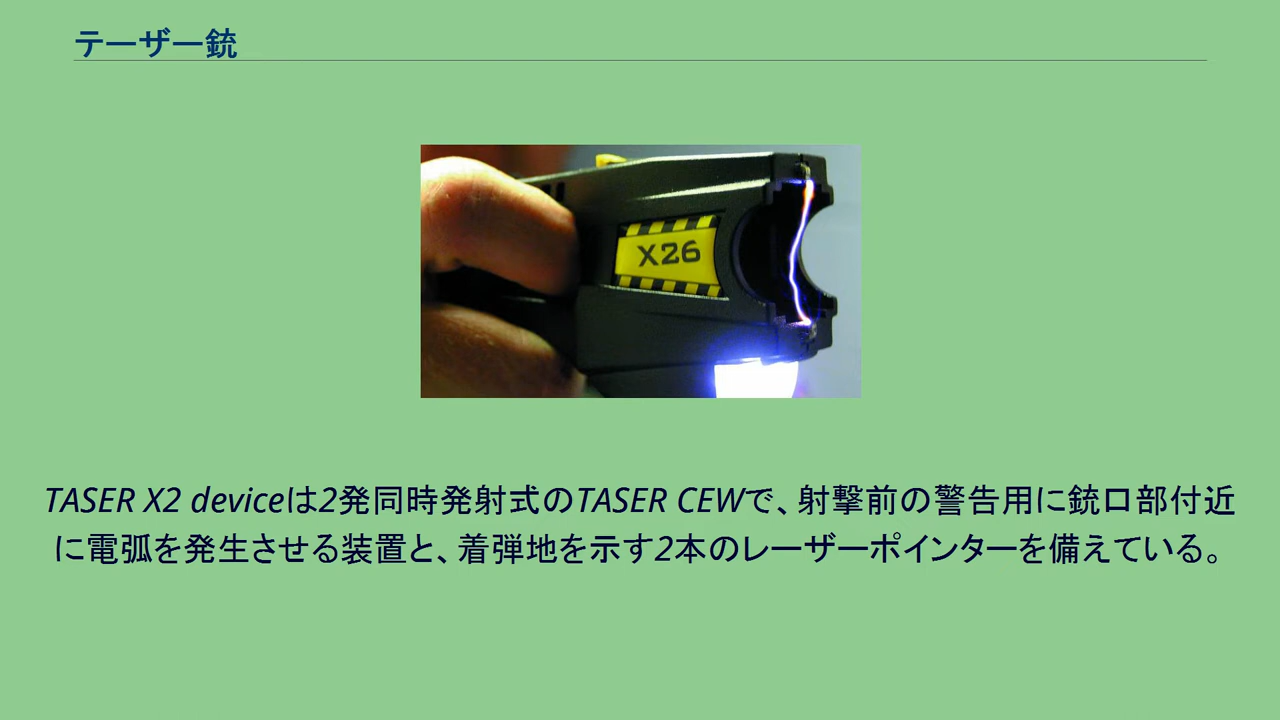 テーザー銃
X26
TASER X2 deviceは2発同時発射式のTASER CEWで、射撃前の警告用に銃口部付近
に電弧を発生させる装置と、着弾地を示す2本のレーザーポインターを備えている。